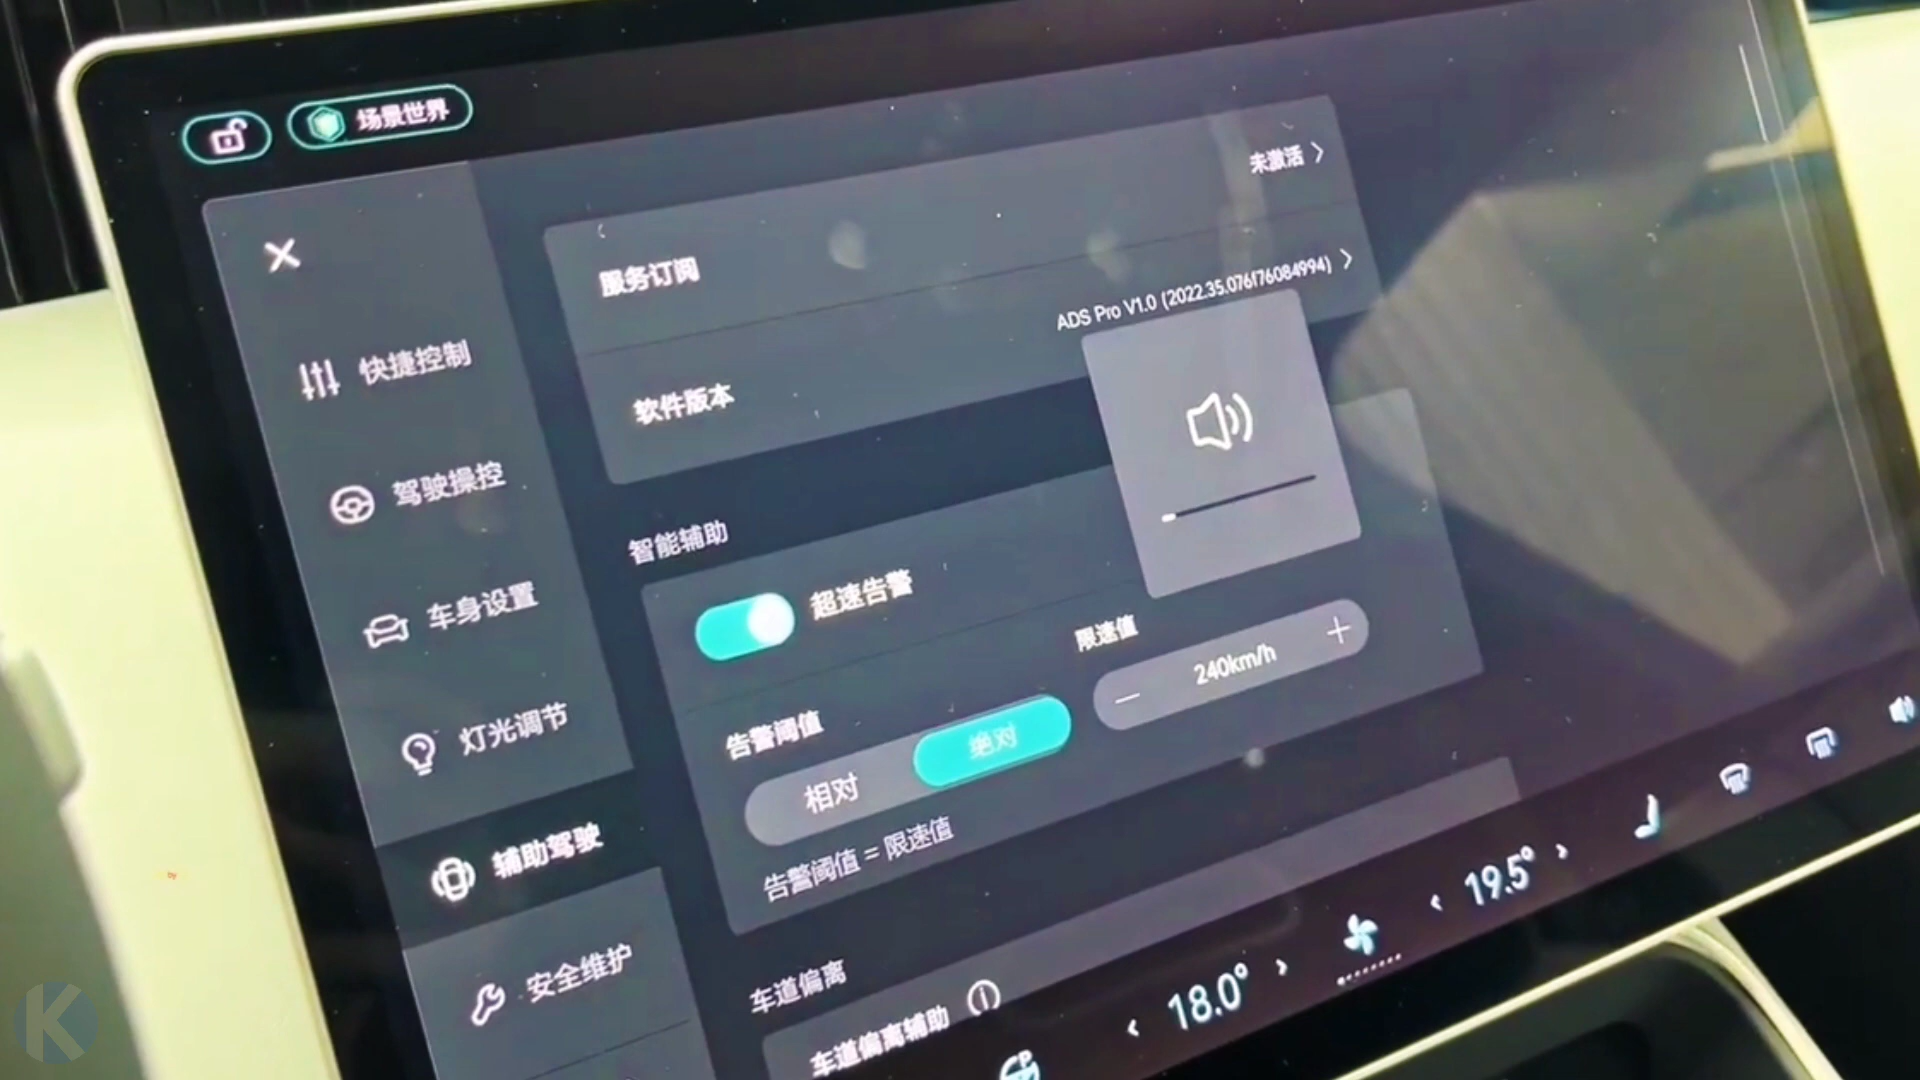 场景世界
快捷控制
驾驶操控
车身设置
灯光调节
辅助驾驶
安全维护
未激活
服务订阅
ADS Pro V1.0 (2022.35.076f76084994)
软件版本
智能辅助
超速告警
限速值
240km/h
告警阈值
相对
绝对
告警阈值 = 限速值
车道偏离
车道偏离辅助
18.0°
19.5°
by
K